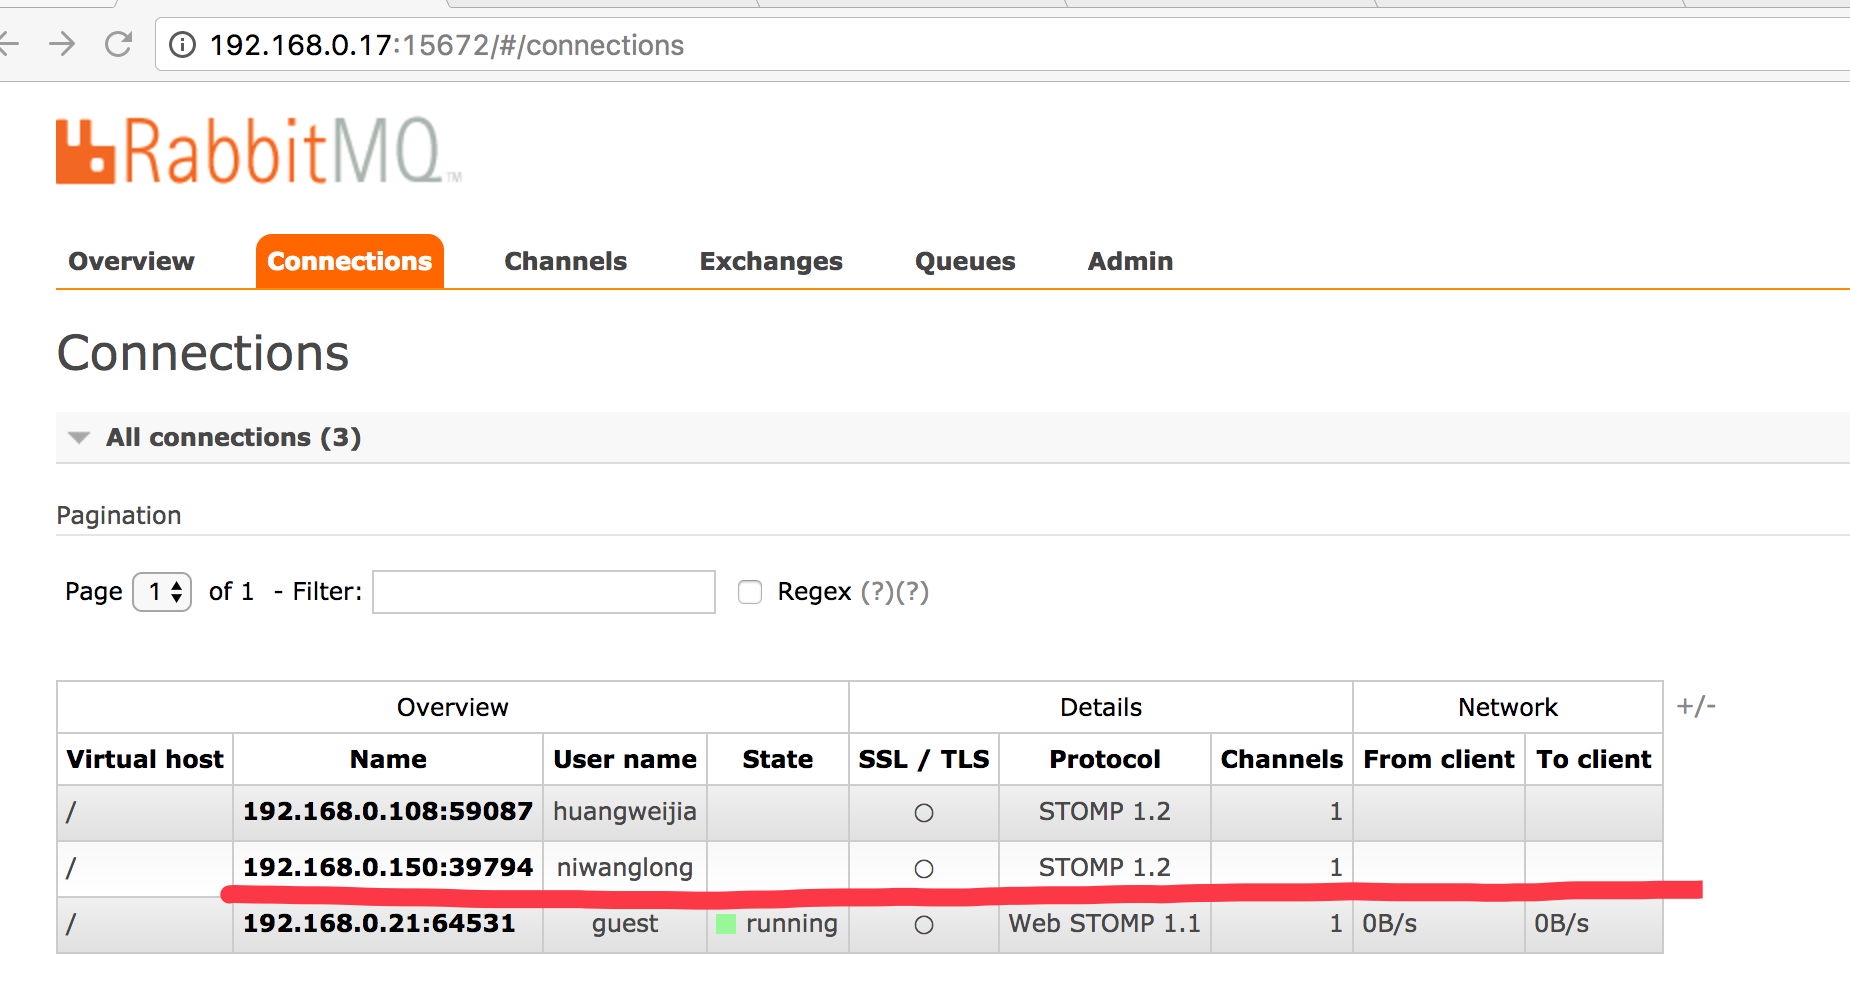 192.168.0.17:15672/#/connections
RabbitMQ™
Overview Connections Channels Exchanges Queues Admin
Connections
All connections (3)
Pagination
Page 1 of 1 - Filter: Regex (?)(?)
Overview Details Network +/-
Virtual host Name User name State SSL / TLS Protocol Channels From client To client
/ 192.168.0.108:59087 huangweijia ○ STOMP 1.2 1
/ 192.168.0.150:39794 niwanglong ○ STOMP 1.2 1
/ 192.168.0.21:64531 guest running ○ Web STOMP 1.1 1 0B/s 0B/s